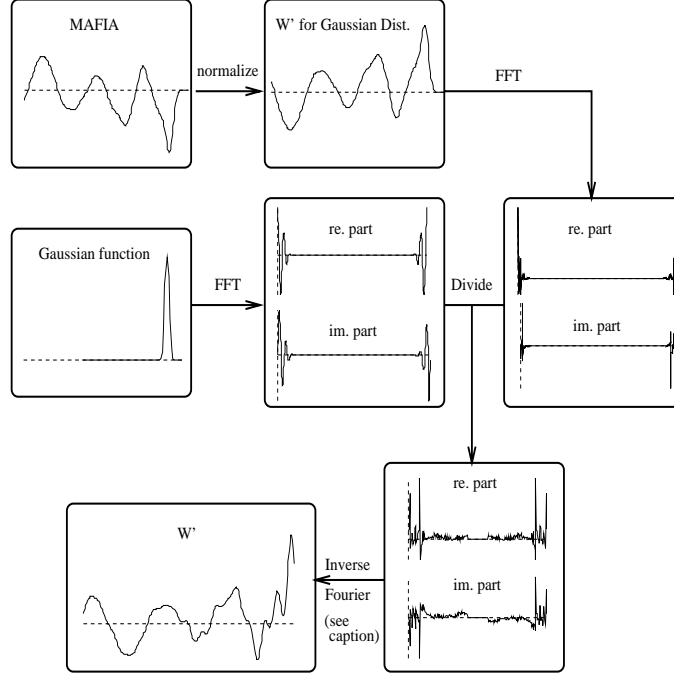 MAFIA
normalize
W' for Gaussian Dist.
FFT
Gaussian function
FFT
re. part
im. part
Divide
re. part
im. part
re. part
im. part
Inverse
Fourier
(see
caption)
W'